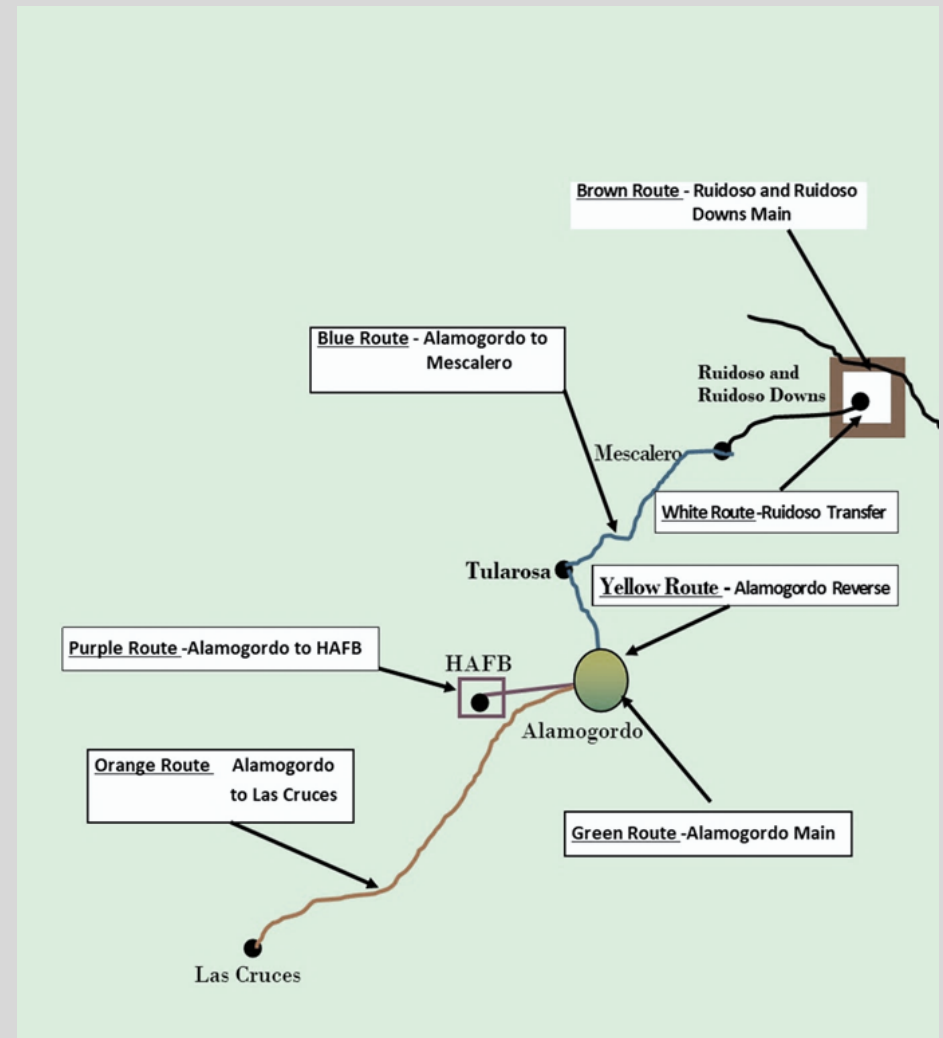 Brown Route - Ruidoso and Ruidoso
Downs Main
Blue Route - Alamogordo to
Mescalero
Ruidoso and
Ruidoso Downs
Mescalero
White Route -Ruidoso Transfer
Tularosa
Yellow Route - Alamogordo Reverse
Purple Route -Alamogordo to HAFB
HAFB
Alamogordo
Orange Route Alamogordo
to Las Cruces
Green Route -Alamogordo Main
Las Cruces